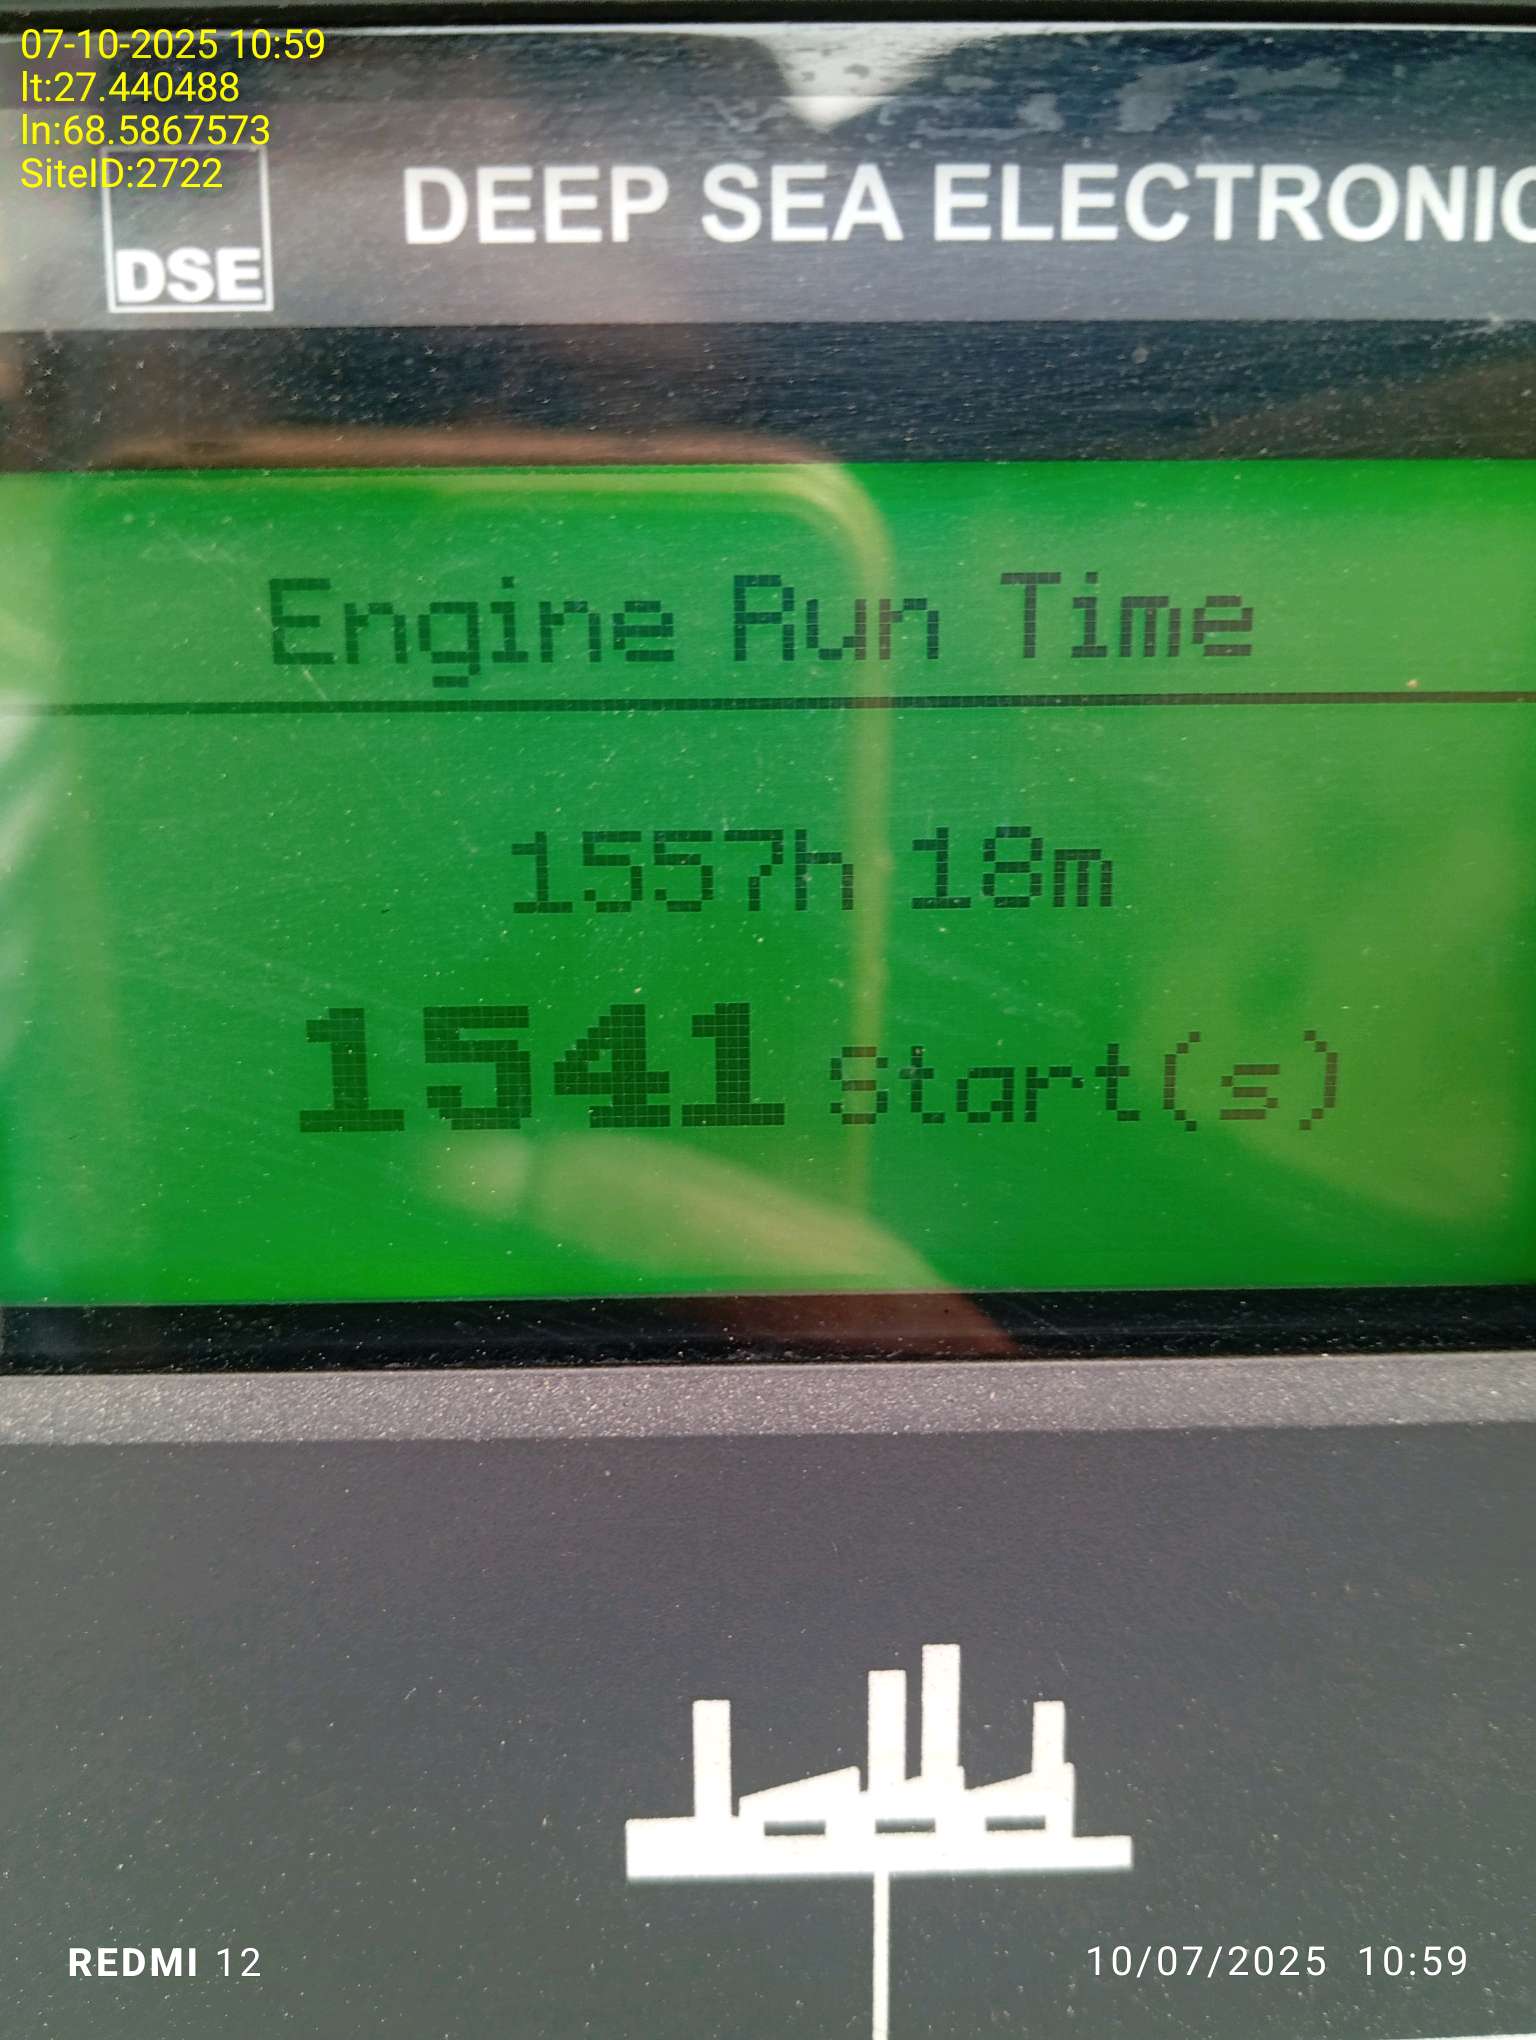 07-10-2025 10:59
lt:27.440488
ln:68.5867573
SiteID:2722
DSE
DEEP SEA ELECTRONIC
Engine Run Time
1557h 18m
1541 Start(s)
REDMI 12
10/07/2025 10:59